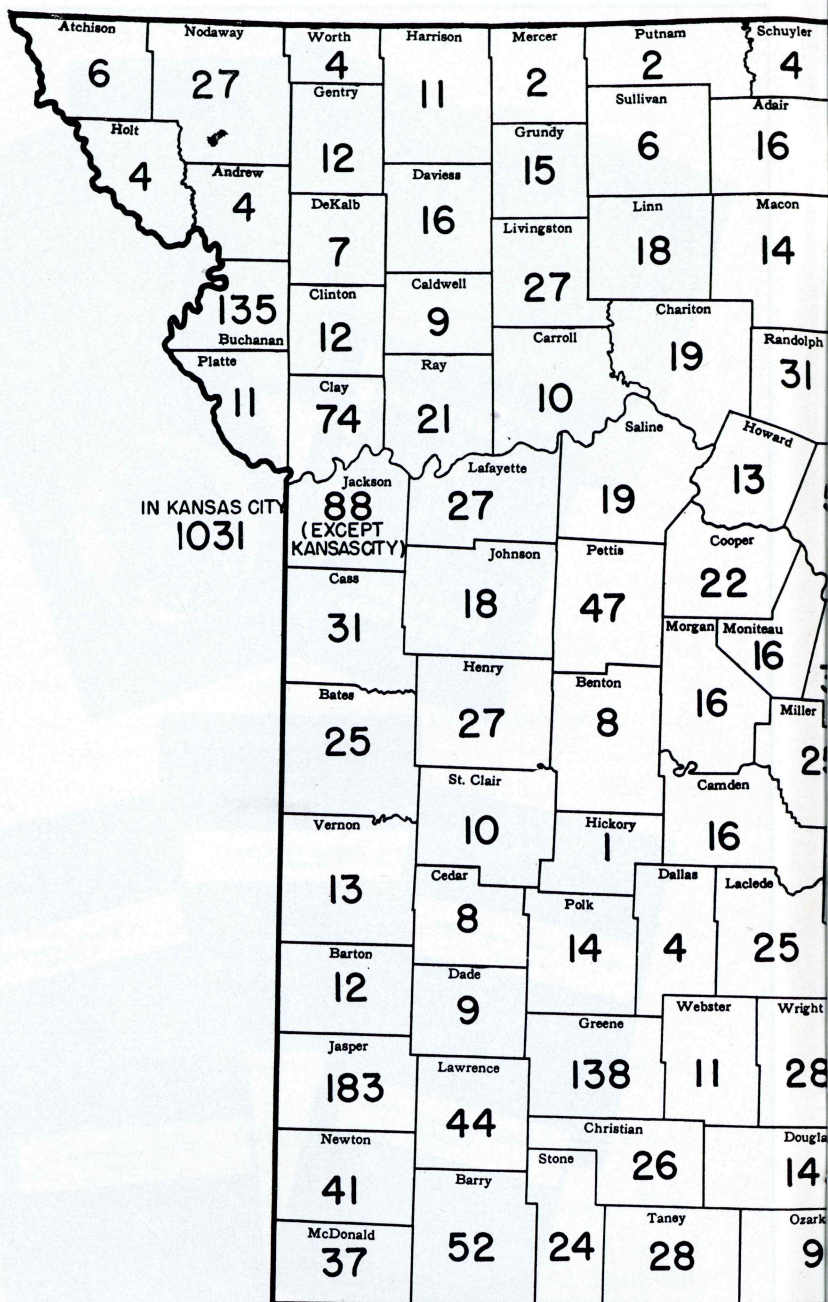 Atchison
6
Nodaway
27
Worth
4
Harrison
11
Mercer
2
Putnam
2
Schuyler
4
Gentry
12
Sullivan
6
Adair
16
Holt
4
Grundy
15
Andrew
4
Daviess
16
DeKalb
7
Linn
18
Macon
14
Livingston
27
135
Buchanan
Clinton
12
Caldwell
9
Chariton
19
Carroll
10
Randolph
31
Platte
11
Clay
74
Ray
21
Saline
19
Howard
13
IN KANSAS CITY
1031
Jackson
88
(EXCEPT
KANSAS CITY)
Lafayette
27
Cooper
22
Johnson
18
Pettis
47
Cass
31
Morgan
16
Moniteau
16
Henry
27
Benton
8
Bates
25
Miller
St. Clair
10
Camden
16
Vernon
13
Hickory
1
Cedar
8
Dallas
4
Laclede
25
Polk
14
Barton
12
Dade
9
Webster
11
Wright
28
Greene
138
Jasper
183
Lawrence
44
Christian
26
Dougla
14
Newton
41
Stone
24
Barry
52
Taney
28
Ozark
9
McDonald
37